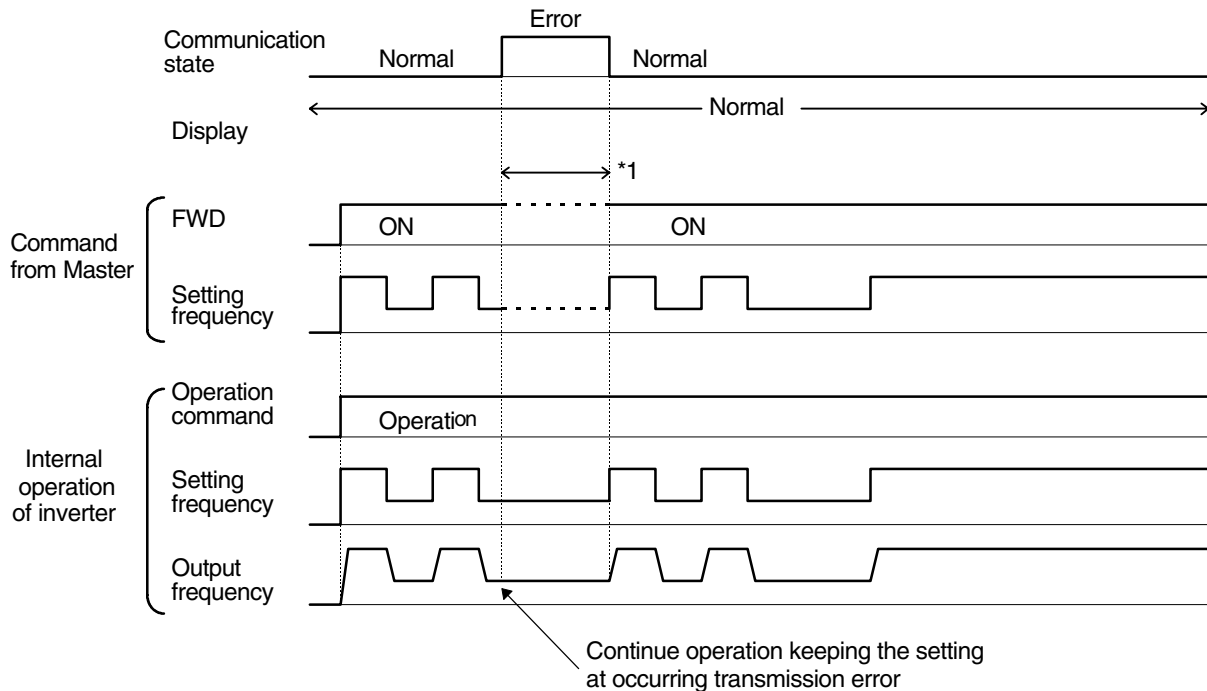 Error
Communication
state
Normal
Normal
Normal
Display
*1
FWD
ON
ON
Command
from Master
Setting
frequency
Operation
command
Operation
Internal
operation
of inverter
Setting
frequency
Output
frequency
Continue operation keeping the setting
at occurring transmission error